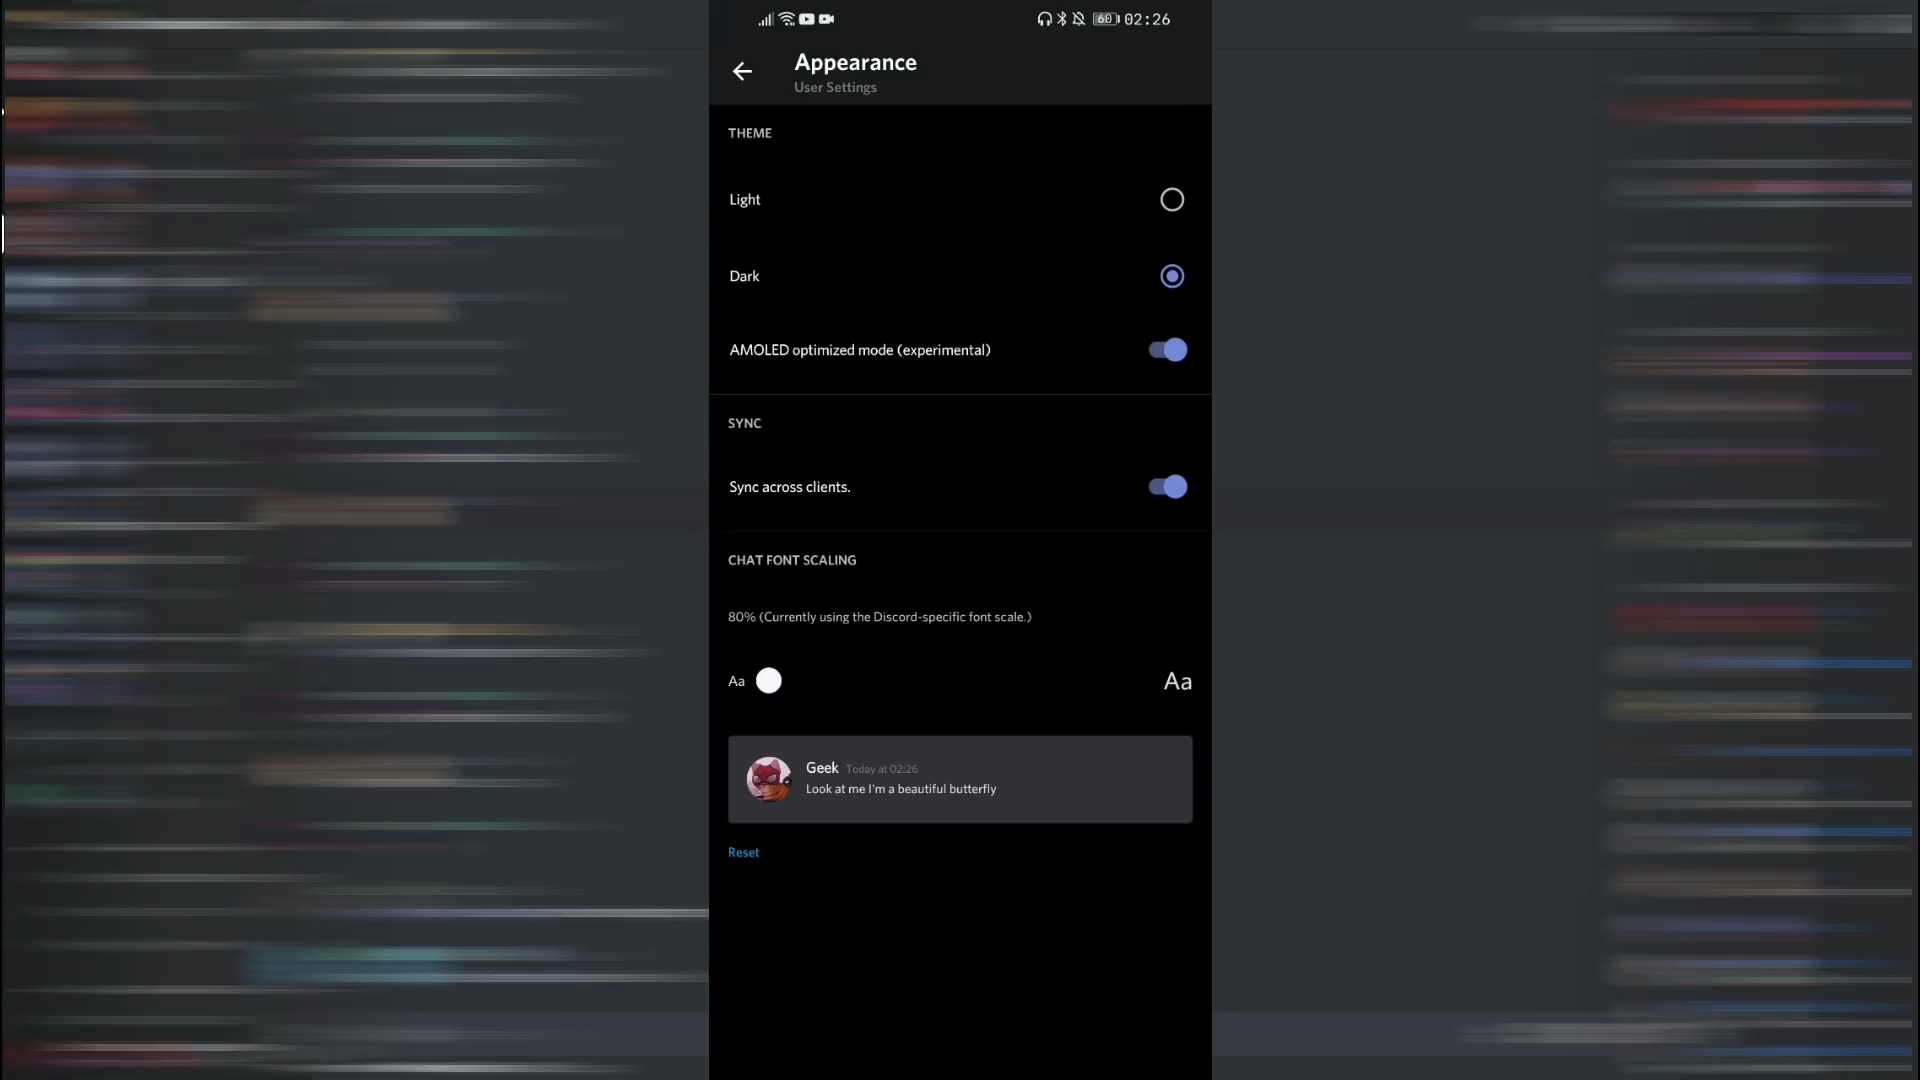 60 02:26
Appearance
User Settings
THEME
Light
Dark
AMOLED optimized mode (experimental)
SYNC
Sync across clients.
CHAT FONT SCALING
80% (Currently using the Discord-specific font scale.)
Aa Aa
Geek Today at 02:26
Look at me I'm a beautiful butterfly
Reset